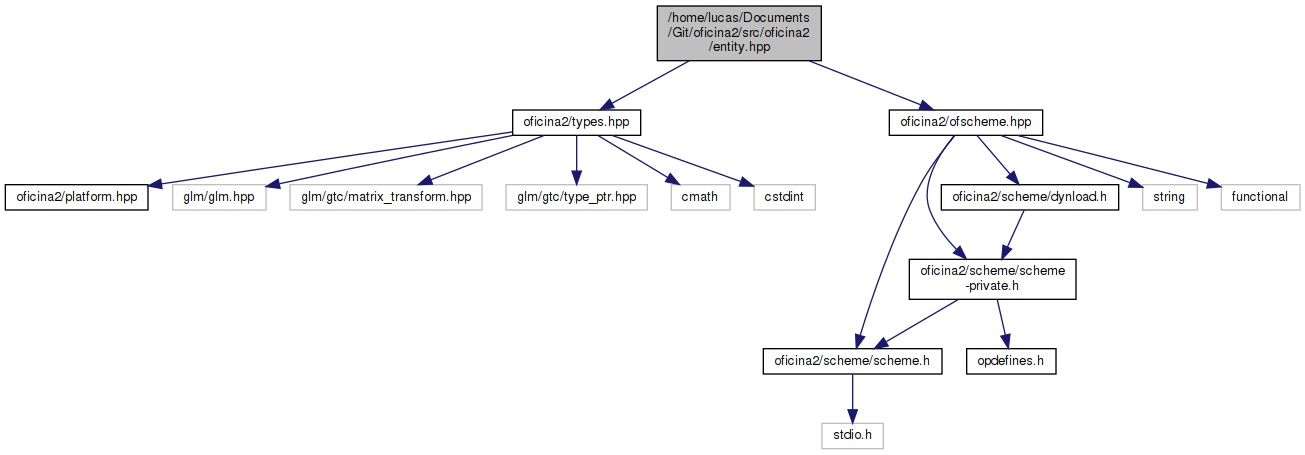 /home/lucas/Documents
/Git/oficina2/src/oficina2
/entity.hpp
oficina2/types.hpp
oficina2/ofscheme.hpp
oficina2/platform.hpp
glm/glm.hpp
glm/gtc/matrix_transform.hpp
glm/gtc/type_ptr.hpp
cmath
cstdint
oficina2/scheme/dynload.h
string
functional
oficina2/scheme/scheme
-private.h
oficina2/scheme/scheme.h
opdefines.h
stdio.h